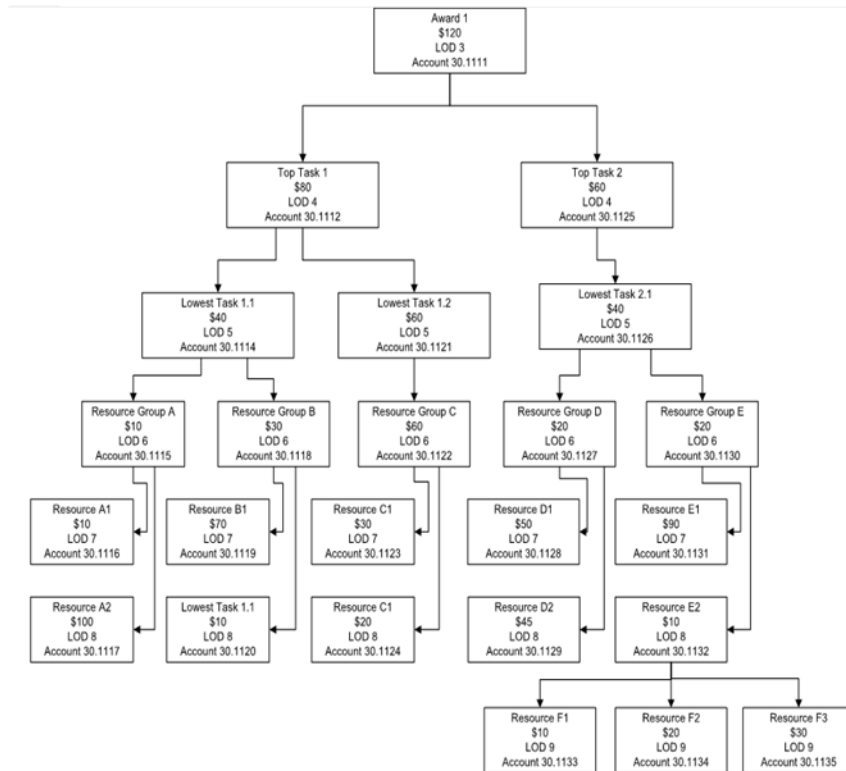 Award 1
$120
LOD 3
Account 30.1111
Top Task 1
$80
LOD 4
Account 30.1112
Top Task 2
$60
LOD 4
Account 30.1125
Lowest Task 1.1
$40
LOD 5
Account 30.1114
Lowest Task 1.2
$60
LOD 5
Account 30.1121
Lowest Task 2.1
$40
LOD 5
Account 30.1126
Resource Group A
$10
LOD 6
Account 30.1115
Resource Group B
$30
LOD 6
Account 30.1118
Resource Group C
$60
LOD 6
Account 30.1122
Resource Group D
$20
LOD 6
Account 30.1127
Resource Group E
$20
LOD 6
Account 30.1130
Resource A1
$10
LOD 7
Account 30.1116
Resource B1
$70
LOD 7
Account 30.1119
Resource C1
$30
LOD 7
Account 30.1123
Resource D1
$50
LOD 7
Account 30.1128
Resource E1
$90
LOD 7
Account 30.1131
Resource A2
$100
LOD 8
Account 30.1117
Lowest Task 1.1
$10
LOD 8
Account 30.1120
Resource C1
$20
LOD 8
Account 30.1124
Resource D2
$45
LOD 8
Account 30.1129
Resource E2
$10
LOD 8
Account 30.1132
Resource F1
$10
LOD 9
Account 30.1133
Resource F2
$20
LOD 9
Account 30.1134
Resource F3
$30
LOD 9
Account 30.1135